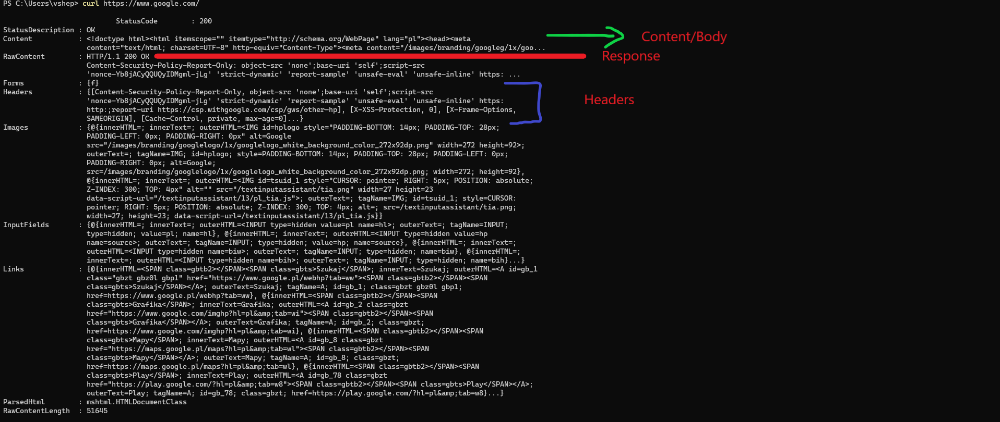 PS C:\Users\vshep> curl https://www.google.com/
StatusCode        : 200
StatusDescription : OK
Content           : <!doctype html><html itemscope="" itemtype="http://schema.org/WebPage" lang="pl"><head><meta
content="text/html; charset=UTF-8" http-equiv="Content-Type"><meta content="/images/branding/googleg/1x/goo...
Content/Body
RawContent        : HTTP/1.1 200 OK
Response
Content-Security-Policy-Report-Only: object-src 'none';base-uri 'self';script-src
'nonce-Yb8jACyQQUQyIDMgml-jLg' 'strict-dynamic' 'report-sample' 'unsafe-eval' 'unsafe-inline' https: ...
Forms             : {f}
Headers           : {[Content-Security-Policy-Report-Only, object-src 'none';base-uri 'self';script-src
'nonce-Yb8jACyQQUQyIDMgml-jLg' 'strict-dynamic' 'report-sample' 'unsafe-eval' 'unsafe-inline' https:
Headers
http:;report-uri https://csp.withgoogle.com/csp/gws/other-hp], [X-XSS-Protection, 0], [X-Frame-Options,
SAMEORIGIN], [Cache-Control, private, max-age=0]...}
Images            : {@{innerHTML=; innerText=; outerHTML=<IMG id=hplogo style="PADDING-BOTTOM: 14px; PADDING-TOP: 28px;
PADDING-LEFT: 0px; PADDING-RIGHT: 0px" alt=Google
src="/images/branding/googlelogo/1x/googlelogo_white_background_color_272x92dp.png" width=272 height=92>;
outerText=; tagName=IMG; id=hplogo; style=PADDING-BOTTOM: 14px; PADDING-TOP: 28px; PADDING-LEFT: 0px;
PADDING-RIGHT: 0px; alt=Google;
src=/images/branding/googlelogo/1x/googlelogo_white_background_color_272x92dp.png; width=272; height=92},
@{innerHTML=; innerText=; outerHTML=<IMG id=tsuid_1 style="CURSOR: pointer; RIGHT: 5px; POSITION: absolute;
Z-INDEX: 300; TOP: 4px" alt="" src="/textinputassistant/tia.png" width=27 height=23
data-script-url="/textinputassistant/13/pl_tia.js">; outerText=; tagName=IMG; id=tsuid_1; style=CURSOR:
pointer; RIGHT: 5px; POSITION: absolute; Z-INDEX: 300; TOP: 4px; alt=; src=/textinputassistant/tia.png;
width=27; height=23; data-script-url=/textinputassistant/13/pl_tia.js}}
InputFields       : {@{innerHTML=; innerText=; outerHTML=<INPUT type=hidden value=pl name=hl>; outerText=; tagName=INPUT;
type=hidden; value=pl; name=hl}, @{innerHTML=; innerText=; outerHTML=<INPUT type=hidden value=hp
name=source>; outerText=; tagName=INPUT; type=hidden; value=hp; name=source}, @{innerHTML=; innerText=;
outerHTML=<INPUT type=hidden name=biw>; outerText=; tagName=INPUT; type=hidden; name=biw}, @{innerHTML=;
innerText=; outerHTML=<INPUT type=hidden name=bih>; outerText=; tagName=INPUT; type=hidden; name=bih}...}
Links             : {@{innerHTML=<SPAN class=gbtb2></SPAN><SPAN class=gbts>Szukaj</SPAN>; innerText=Szukaj; outerHTML=<A id=gb_1
class="gbzt gbz0l gbp1" href="https://www.google.pl/webhp?tab=ww"><SPAN class=gbtb2></SPAN><SPAN
class=gbts>Szukaj</SPAN></A>; outerText=Szukaj; tagName=A; id=gb_1; class=gbzt gbz0l gbp1;
href=https://www.google.pl/webhp?tab=ww}, @{innerHTML=<SPAN class=gbtb2></SPAN><SPAN
class=gbts>Grafika</SPAN>; innerText=Grafika; outerHTML=<A id=gb_2 class=gbzt
href="https://www.google.com/imghp?hl=pl&amp;tab=wi"><SPAN class=gbtb2></SPAN><SPAN
class=gbts>Grafika</SPAN></A>; outerText=Grafika; tagName=A; id=gb_2; class=gbzt;
href=https://www.google.com/imghp?hl=pl&amp;tab=wi}, @{innerHTML=<SPAN class=gbtb2></SPAN><SPAN
class=gbts>Mapy</SPAN>; innerText=Mapy; outerHTML=<A id=gb_8 class=gbzt
href="https://maps.google.pl/maps?hl=pl&amp;tab=wl"><SPAN class=gbtb2></SPAN><SPAN
class=gbts>Mapy</SPAN></A>; outerText=Mapy; tagName=A; id=gb_8; class=gbzt;
href=https://maps.google.pl/maps?hl=pl&amp;tab=wl}, @{innerHTML=<SPAN class=gbtb2></SPAN><SPAN
class=gbts>Play</SPAN>; innerText=Play; outerHTML=<A id=gb_78 class=gbzt
href="https://play.google.com/?hl=pl&amp;tab=w8"><SPAN class=gbtb2></SPAN><SPAN class=gbts>Play</SPAN></A>;
outerText=Play; tagName=A; id=gb_78; class=gbzt; href=https://play.google.com/?hl=pl&amp;tab=w8}...}
ParsedHtml        : mshtml.HTMLDocumentClass
RawContentLength  : 51645